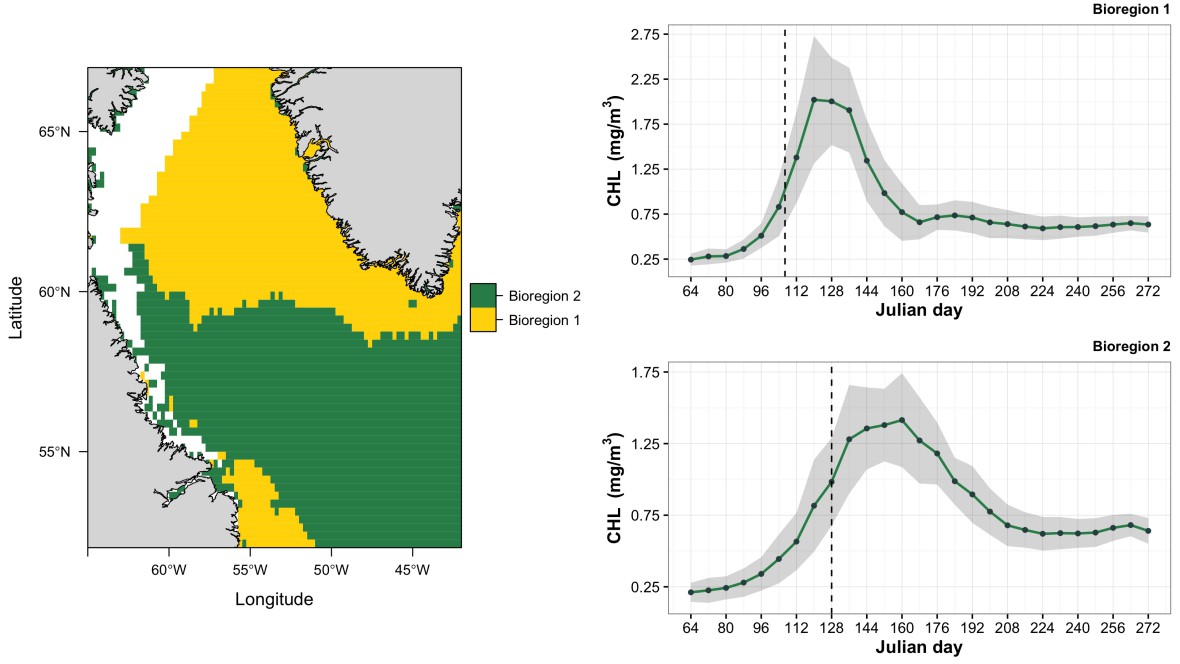 65°N
60°N
55°N
Latitude
60°W 55°W 50°W 45°W
Longitude
Bioregion 2
Bioregion 1
Bioregion 1
2.75
2.25
1.75
1.25
0.75
0.25
CHL (mg/m³)
64 80 96 112 128 144 160 176 192 208 224 240 256 272
Julian day
Bioregion 2
1.75
1.25
0.75
0.25
CHL (mg/m³)
64 80 96 112 128 144 160 176 192 208 224 240 256 272
Julian day